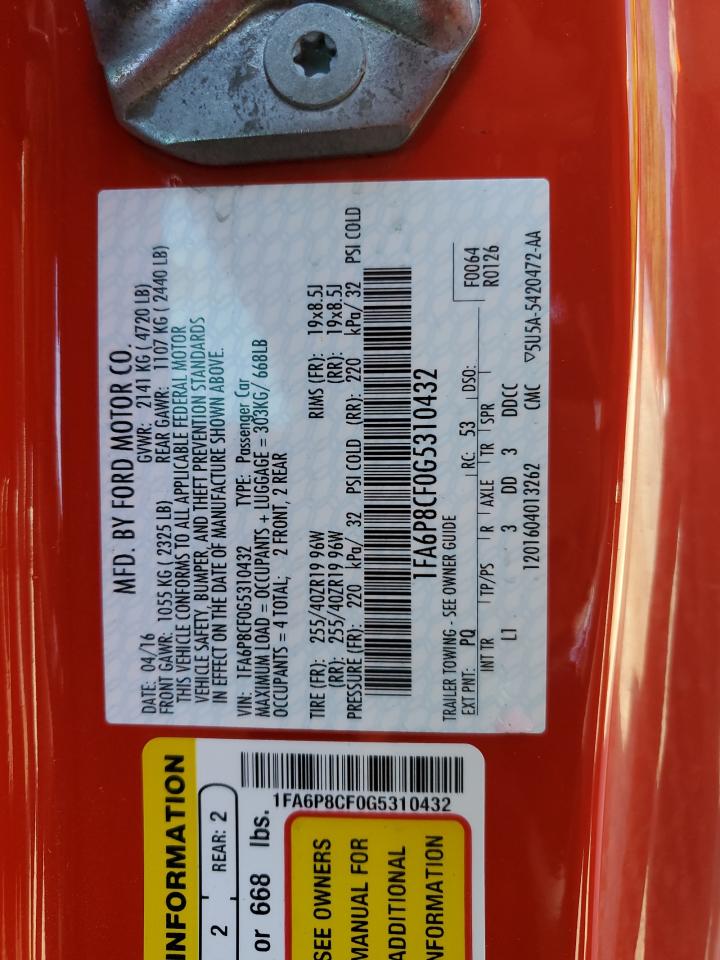 MFD. BY FORD MOTOR CO.
DATE: 04/16 GVWR: 2141 KG ( 4720 LB)
FRONT GAWR: 1055 KG ( 2325 LB) REAR GAWR: 1107 KG ( 2440 LB)
THIS VEHICLE CONFORMS TO ALL APPLICABLE FEDERAL MOTOR
VEHICLE SAFETY, BUMPER, AND THEFT PREVENTION STANDARDS
IN EFFECT ON THE DATE OF MANUFACTURE SHOWN ABOVE.
VIN: 1FA6P8CF0G5310432 TYPE: Passenger Car
MAXIMUM LOAD = OCCUPANTS + LUGGAGE = 303KG/ 668LB
OCCUPANTS = 4 TOTAL; 2 FRONT, 2 REAR
TIRE (FR): 255/40ZR19 96W RIMS (FR): 19x8.5J
(RR): 255/40ZR19 96W (RR): 19x8.5J
PRESSURE (FR): 220 kPa/ 32 PSI COLD (RR): 220 kPa/ 32 PSI COLD
1FA6P8CF0G5310432
TRAILER TOWING - SEE OWNER GUIDE F0064
EXT PNT: PQ RC: 53 DSO: R0126
INT TR TP/PS R AXLE TR SPR
L1 3 DD 3 DDCC
1201604013262 CMC ▽5U5A-5420472-AA
INFORMATION
2 REAR: 2
or 668 lbs.
1FA6P8CF0G5310432
SEE OWNERS
MANUAL FOR
ADDITIONAL
NFORMATION